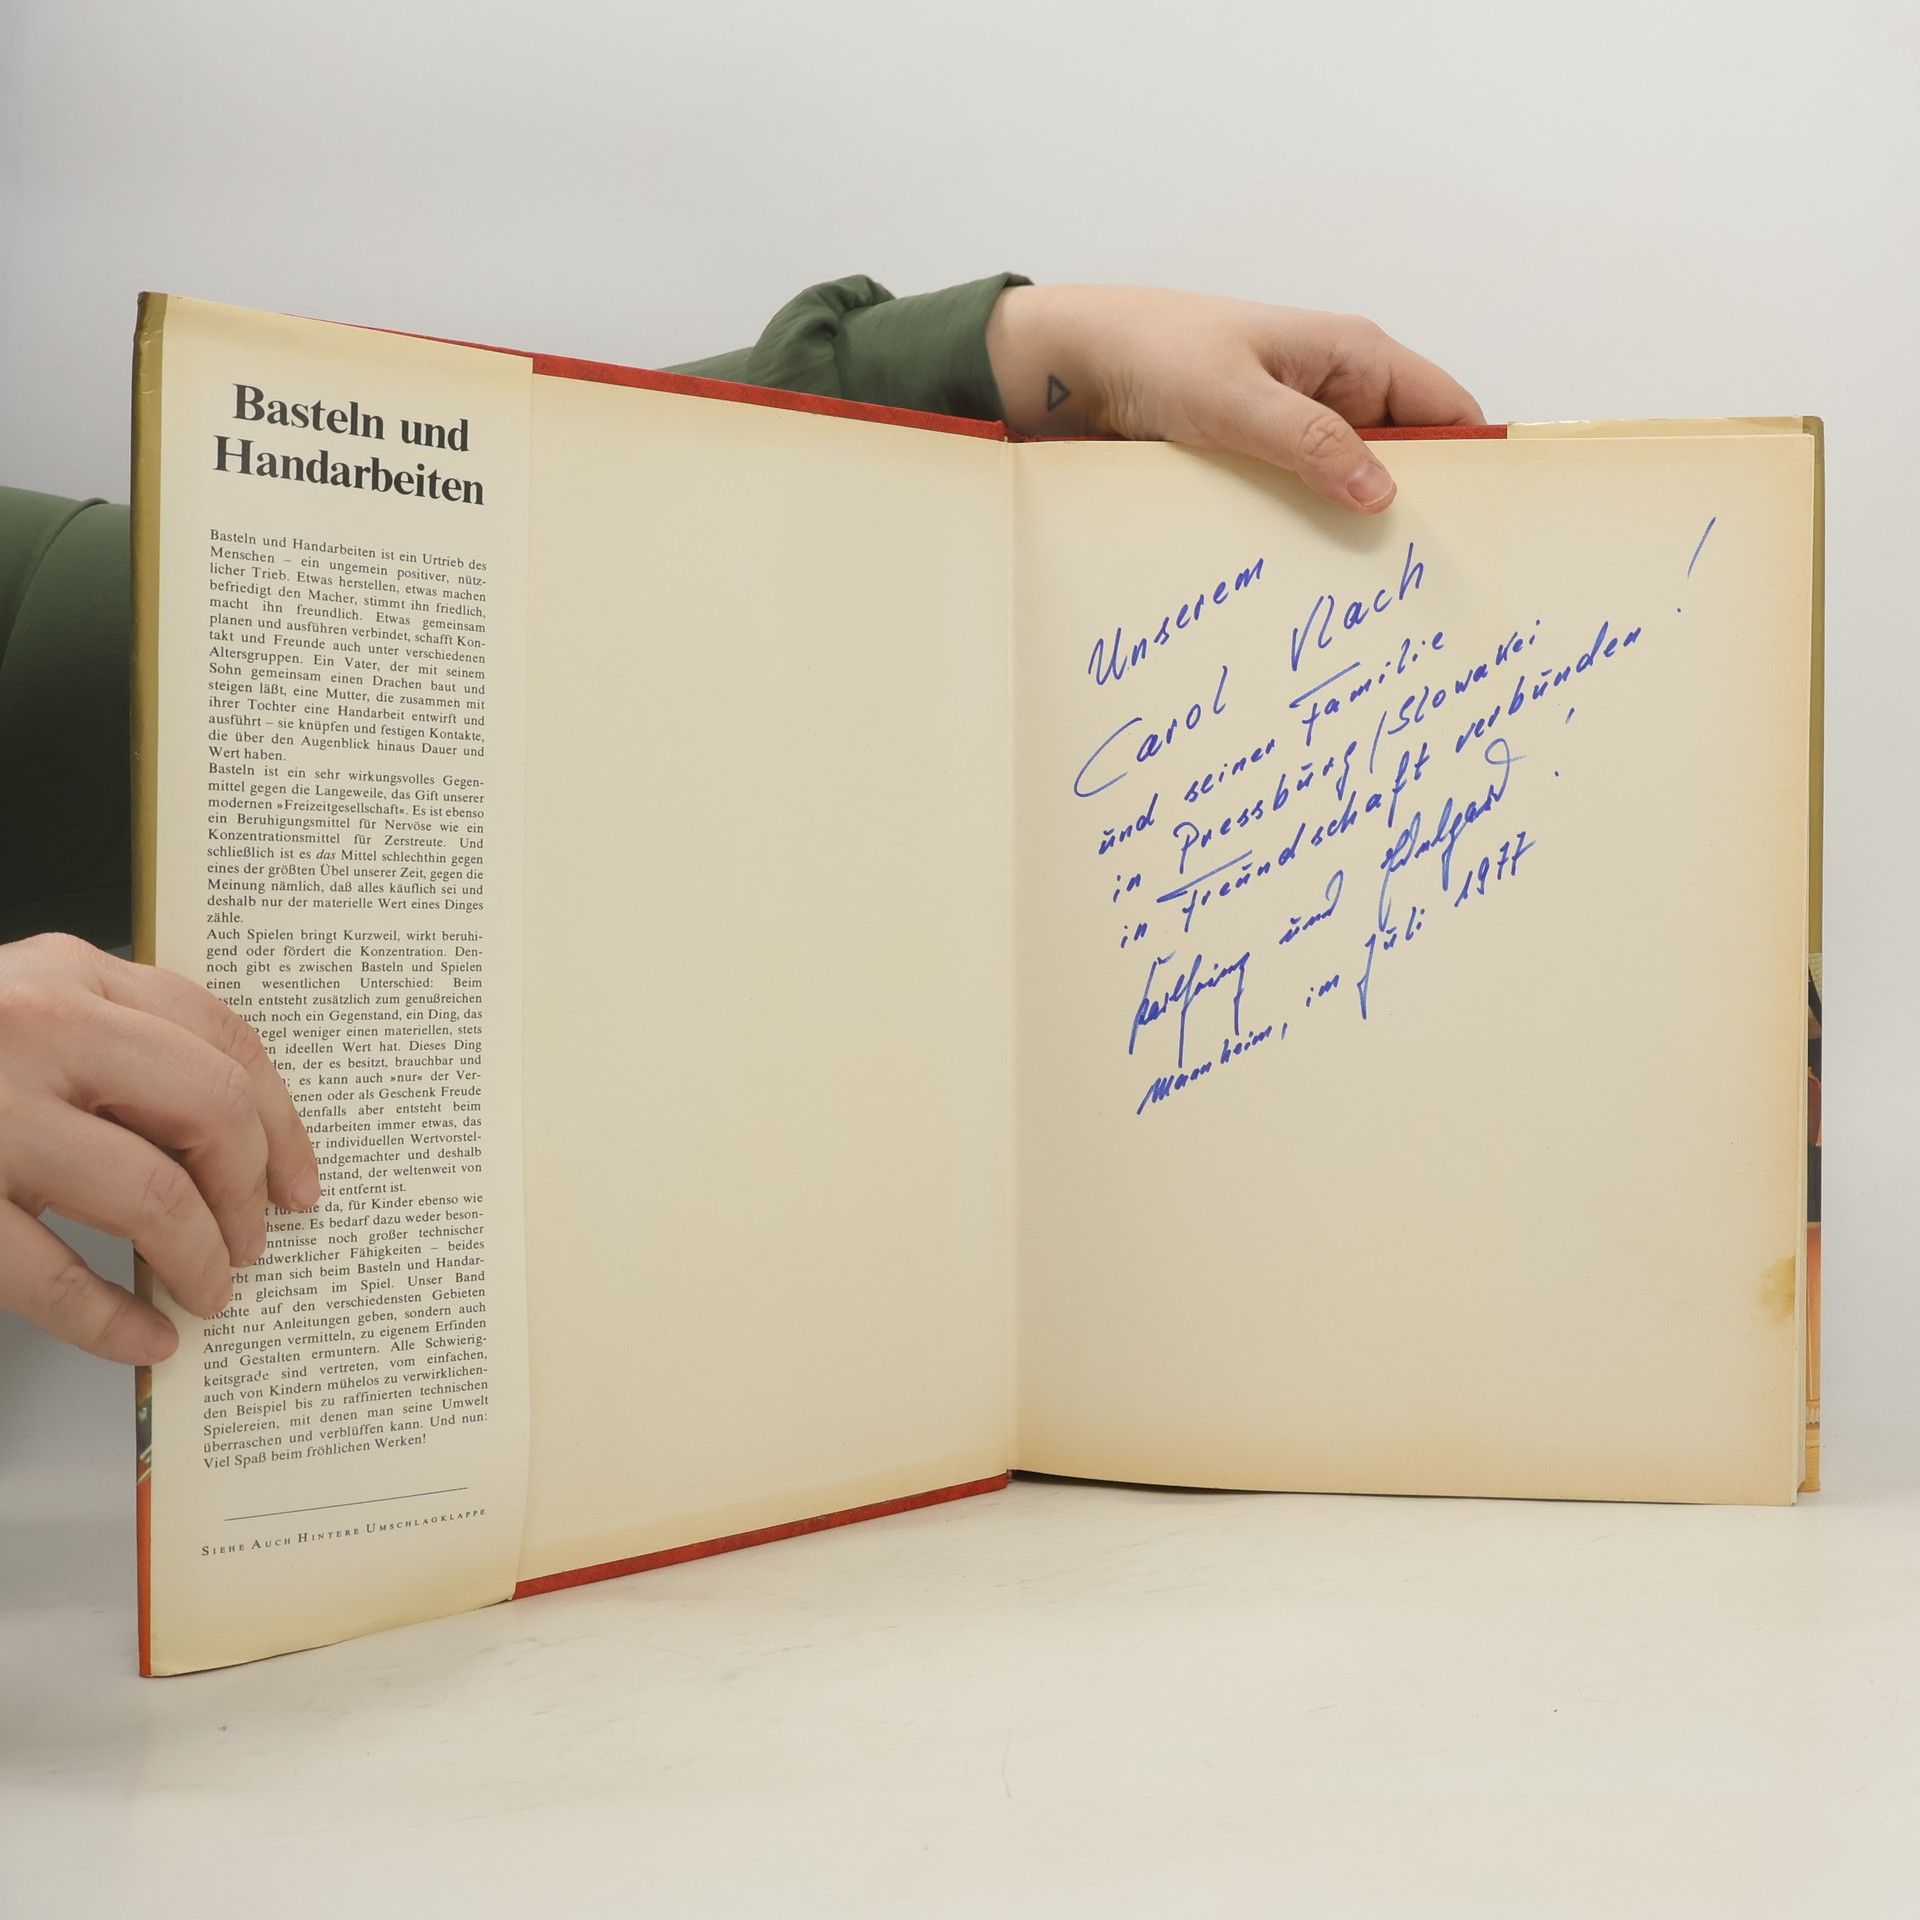 Basteln und
Handarbeiten
Basteln und Handarbeiten ist ein Urtrieb des
Menschen – ein ungemein positiver, nütz-
licher Trieb. Etwas herstellen, etwas machen
befriedigt den Macher, stimmt ihn friedlich,
macht ihn freundlich. Etwas gemeinsam
planen und ausführen verbindet, schafft Kon-
takt und Freunde auch unter verschiedenen
Altersgruppen. Ein Vater, der mit seinem
Sohn gemeinsam einen Drachen baut und
steigen läßt, eine Mutter, die zusammen mit
ihrer Tochter eine Handarbeit entwirft und
ausführt – sie knüpfen und festigen Kontakte,
die über den Augenblick hinaus Dauer und
Wert haben.
Basteln ist ein sehr wirkungsvolles Gegen-
mittel gegen die Langeweile, das Gift unserer
modernen »Freizeitgesellschaft«. Es ist ebenso
ein Beruhigungsmittel für Nervöse wie ein
Konzentrationsmittel für Zerstreute. Und
schließlich ist es das Mittel schlechthin gegen
eines der größten Übel unserer Zeit, gegen die
Meinung nämlich, daß alles käuflich sei und
deshalb nur der materielle Wert eines Dinges
zähle.
Auch Spielen bringt Kurzweil, wirkt beruhi-
gend oder fördert die Konzentration. Den-
noch gibt es zwischen Basteln und Spielen
einen wesentlichen Unterschied: Beim
asteln entsteht zusätzlich zum genußreichen
uch noch ein Gegenstand, ein Ding, das
Regel weniger einen materiellen, stets
en ideellen Wert hat. Dieses Ding
den, der es besitzt, brauchbar und
; es kann auch »nur« der Ver-
ienen oder als Geschenk Freude
denfalls aber entsteht beim
ndarbeiten immer etwas, das
er individuellen Wertvorstel-
andgemachter und deshalb
nstand, der weltenweit von
eit entfernt ist.
t für alle da, für Kinder ebenso wie
hsene. Es bedarf dazu weder beson-
nntnisse noch großer technischer
ndwerklicher Fähigkeiten – beides
rbt man sich beim Basteln und Handar-
en gleichsam im Spiel. Unser Band
möchte auf den verschiedensten Gebieten
nicht nur Anleitungen geben, sondern auch
Anregungen vermitteln, zu eigenem Erfinden
und Gestalten ermuntern. Alle Schwierig-
keitsgrade sind vertreten, vom einfachen,
auch von Kindern mühelos zu verwirklichen-
den Beispiel bis zu raffinierten technischen
Spielereien, mit denen man seine Umwelt
überraschen und verblüffen kann. Und nun:
Viel Spaß beim fröhlichen Werken!
SIEHE AUCH HINTERE UMSCHLAGKLAPPE
Unserem
Carol Vlach
und seiner Familie
in Pressburg/Slowakei
in Freundschaft verbunden!
und !
Mannheim, im Juli 1977